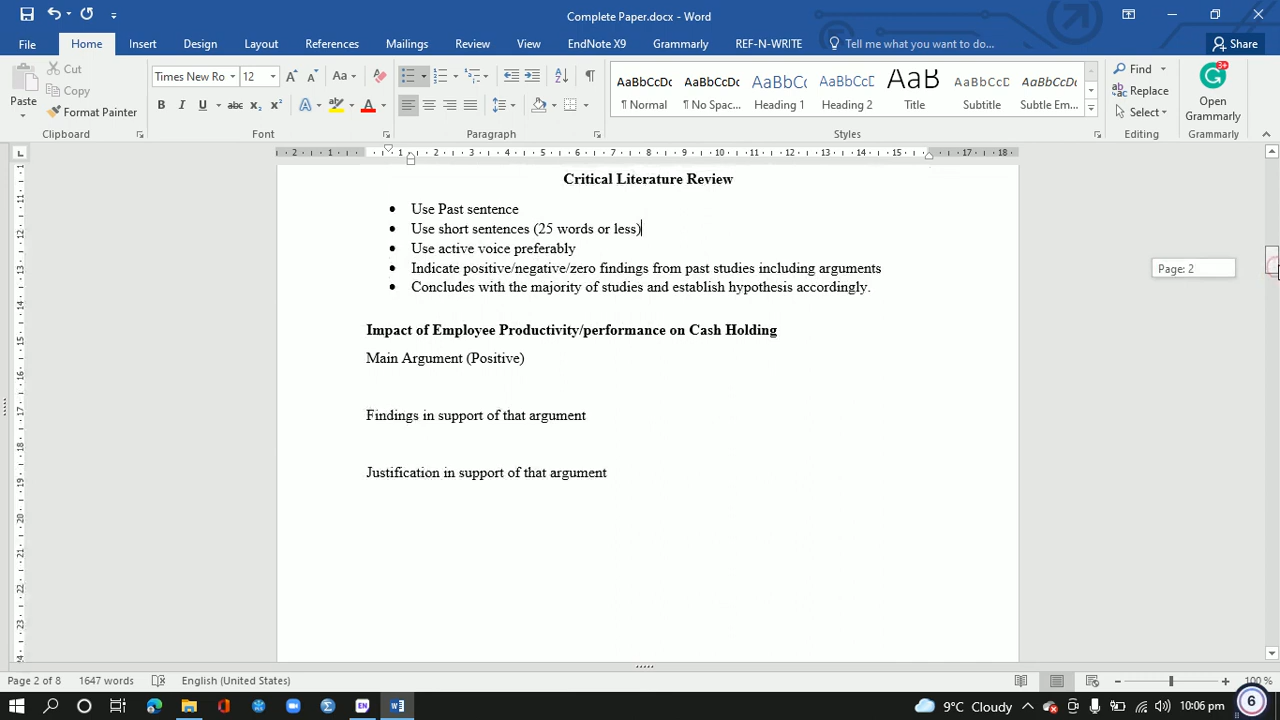 Complete Paper.docx - Word
File Home Insert Design Layout References Mailings Review View EndNote X9 Grammarly REF-N-WRITE Tell me what you want to do... Share
Paste
Cut
Copy
Format Painter
Clipboard
Times New Ro 12
Font
Paragraph
AaBbCcDc AaBbCcDc AaBbCc AaBbCcC AaB AaBbCcC AaBbCcDc
¶ Normal ¶ No Spac... Heading 1 Heading 2 Title Subtitle Subtle Em...
Styles
Find
Replace
Select
Editing
Open
Grammarly
Grammarly
Critical Literature Review
• Use Past sentence
• Use short sentences (25 words or less)
• Use active voice preferably
• Indicate positive/negative/zero findings from past studies including arguments
• Concludes with the majority of studies and establish hypothesis accordingly.
Page: 2
Impact of Employee Productivity/performance on Cash Holding
Main Argument (Positive)
Findings in support of that argument
Justification in support of that argument
Page 2 of 8 1647 words English (United States) 100 %
9°C Cloudy 10:06 pm 6